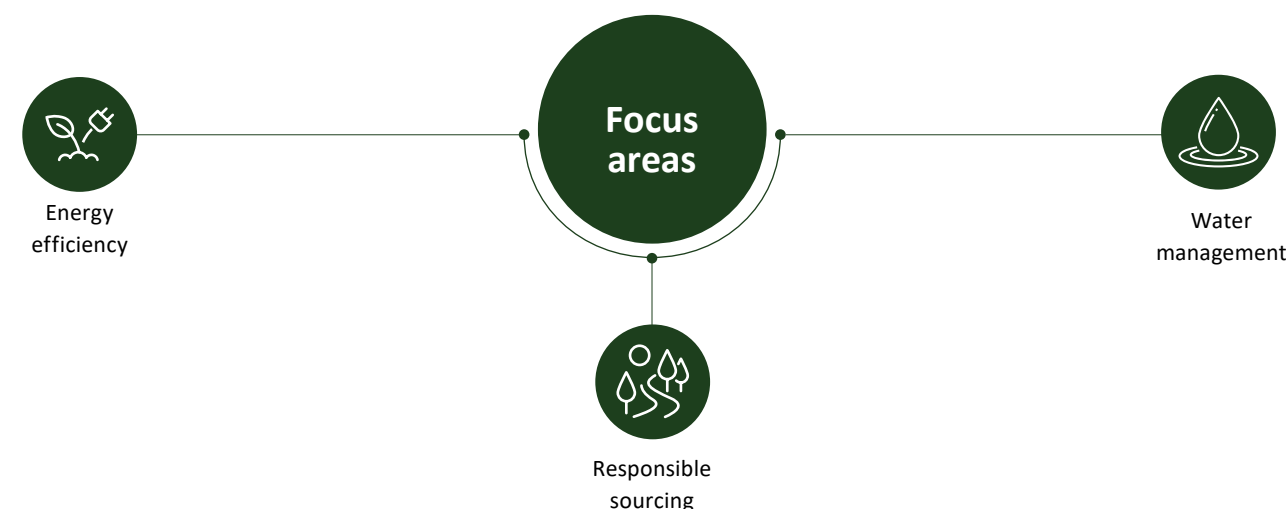 Focus
areas
Energy
efficiency
Water
management
Responsible
sourcing